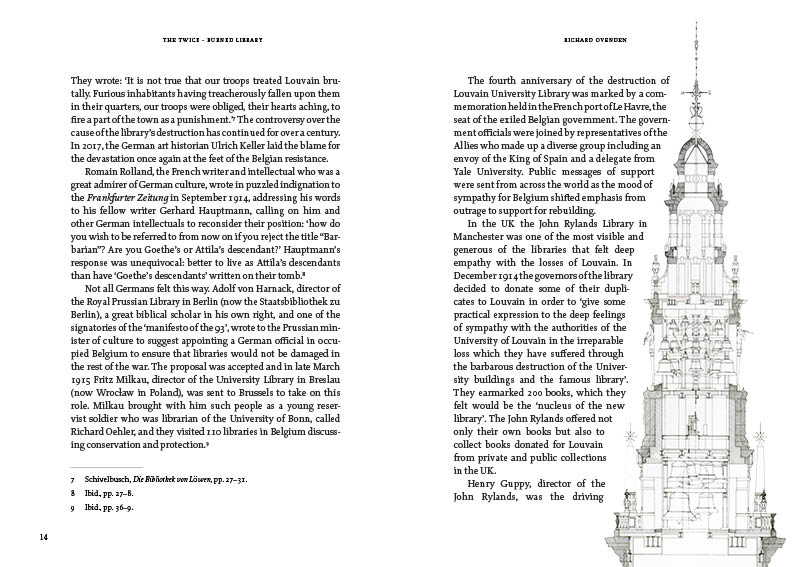 THE TWICE - BURNED LIBRARY
They wrote: ‘It is not true that our troops treated Louvain bru-
tally. Furious inhabitants having treacherously fallen upon them
in their quarters, our troops were obliged, their hearts aching, to
fire a part of the town as a punishment.’⁷ The controversy over the
cause of the library’s destruction has continued for over a century.
In 2017, the German art historian Ulrich Keller laid the blame for
the devastation once again at the feet of the Belgian resistance.
Romain Rolland, the French writer and intellectual who was a
great admirer of German culture, wrote in puzzled indignation to
the Frankfurter Zeitung in September 1914, addressing his words
to his fellow writer Gerhard Hauptmann, calling on him and
other German intellectuals to reconsider their position: ‘how do
you wish to be referred to from now on if you reject the title “Bar-
barian”? Are you Goethe’s or Attila’s descendant?’ Hauptmann’s
response was unequivocal: better to live as Attila’s descendants
than have ‘Goethe’s descendants’ written on their tomb.⁸
Not all Germans felt this way. Adolf von Harnack, director of
the Royal Prussian Library in Berlin (now the Staatsbibliothek zu
Berlin), a great biblical scholar in his own right, and one of the
signatories of the ‘manifesto of the 93’, wrote to the Prussian min-
ister of culture to suggest appointing a German official in occu-
pied Belgium to ensure that libraries would not be damaged in
the rest of the war. The proposal was accepted and in late March
1915 Fritz Milkau, director of the University Library in Breslau
(now Wrocław in Poland), was sent to Brussels to take on this
role. Milkau brought with him such people as a young reser-
vist soldier who was librarian of the University of Bonn, called
Richard Oehler, and they visited 110 libraries in Belgium discuss-
ing conservation and protection.⁹
7 Schivelbusch, Die Bibliothek von Löwen, pp. 27–31.
8 Ibid., pp. 27–8.
9 Ibid., pp. 36–9.
14
RICHARD OVENDEN
The fourth anniversary of the destruction of
Louvain University Library was marked by a com-
memoration held in the French port of Le Havre, the
seat of the exiled Belgian government. The govern-
ment officials were joined by representatives of the
Allies who made up a diverse group including an
envoy of the King of Spain and a delegate from
Yale University. Public messages of support
were sent from across the world as the mood of
sympathy for Belgium shifted emphasis from
outrage to support for rebuilding.
In the UK the John Rylands Library in
Manchester was one of the most visible and
generous of the libraries that felt deep
empathy with the losses of Louvain. In
December 1914 the governors of the library
decided to donate some of their dupli-
cates to Louvain in order to ‘give some
practical expression to the deep feelings
of sympathy with the authorities of the
University of Louvain in the irreparable
loss which they have suffered through
the barbarous destruction of the Univer-
sity buildings and the famous library’.
They earmarked 200 books, which they
felt would be the ‘nucleus of the new
library’. The John Rylands offered not
only their own books but also to
collect books donated for Louvain
from private and public collections
in the UK.
Henry Guppy, director of the
John Rylands, was the driving